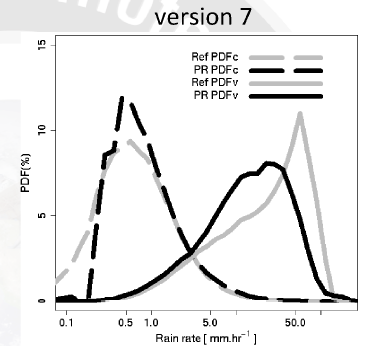 version 7
15
Ref PDFc
PR PDFc
Ref PDFv
PR PDFv
10
PDF(%)
5
0
0.1 0.5 1.0 5.0 50.0
Rain rate [ mm.hr⁻¹ ]